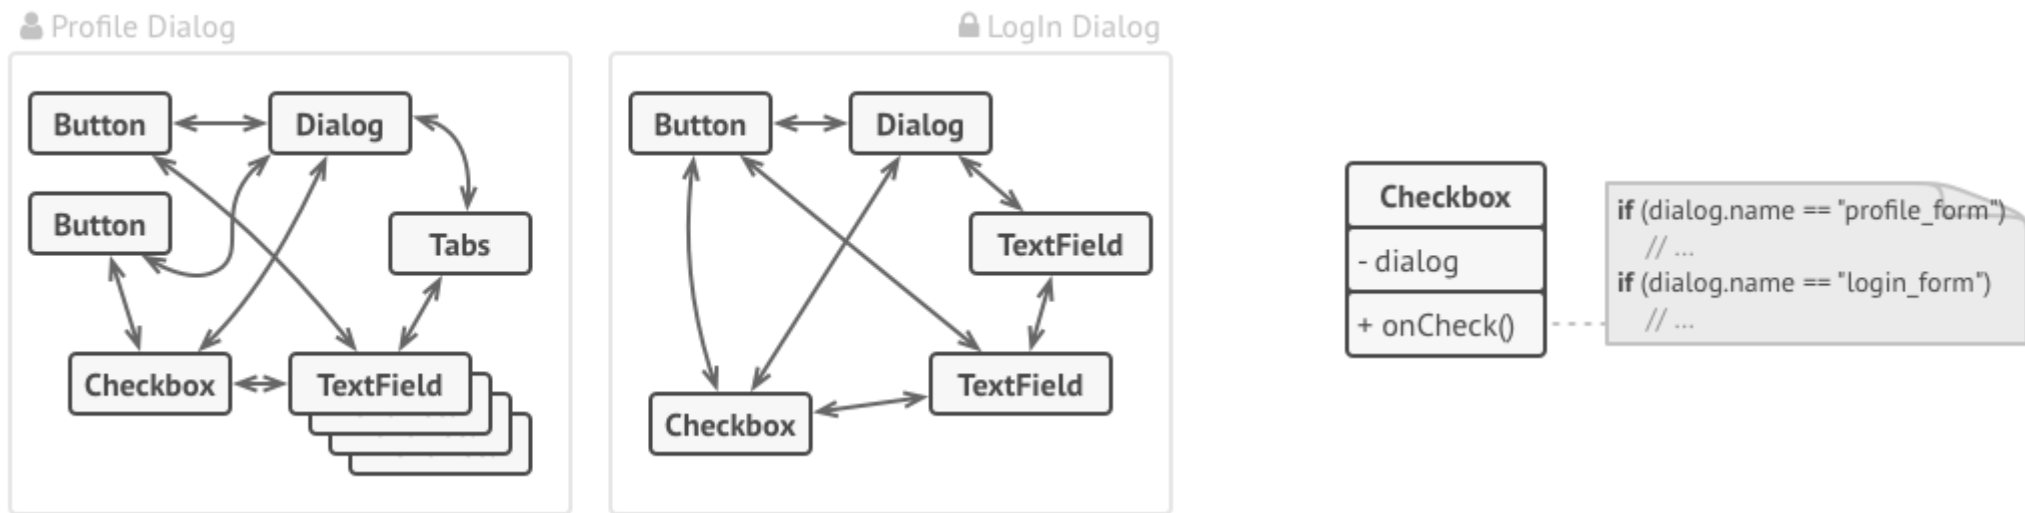 Profile Dialog
Button
Dialog
Button
Tabs
Checkbox
TextField
LogIn Dialog
Button
Dialog
TextField
TextField
Checkbox
Checkbox
- dialog
+ onCheck()
if (dialog.name == "profile_form")
// ...
if (dialog.name == "login_form")
// ...